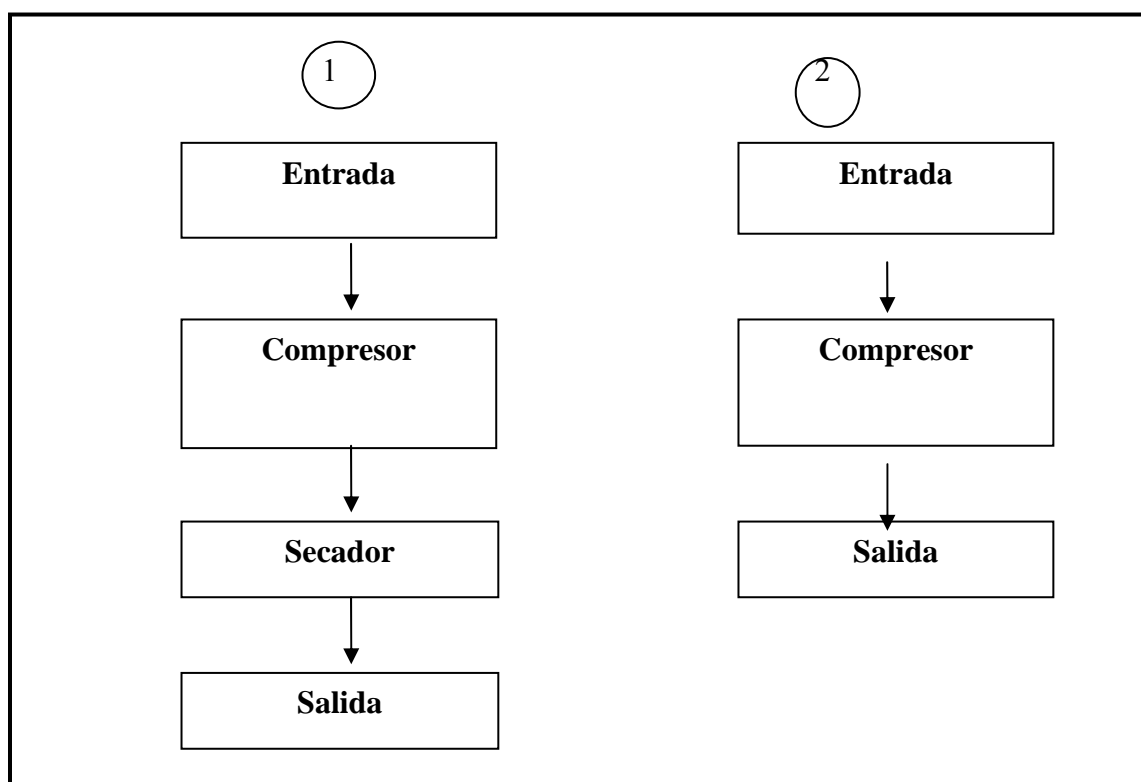 1
Entrada
Compresor
Secador
Salida
2
Entrada
Compresor
Salida